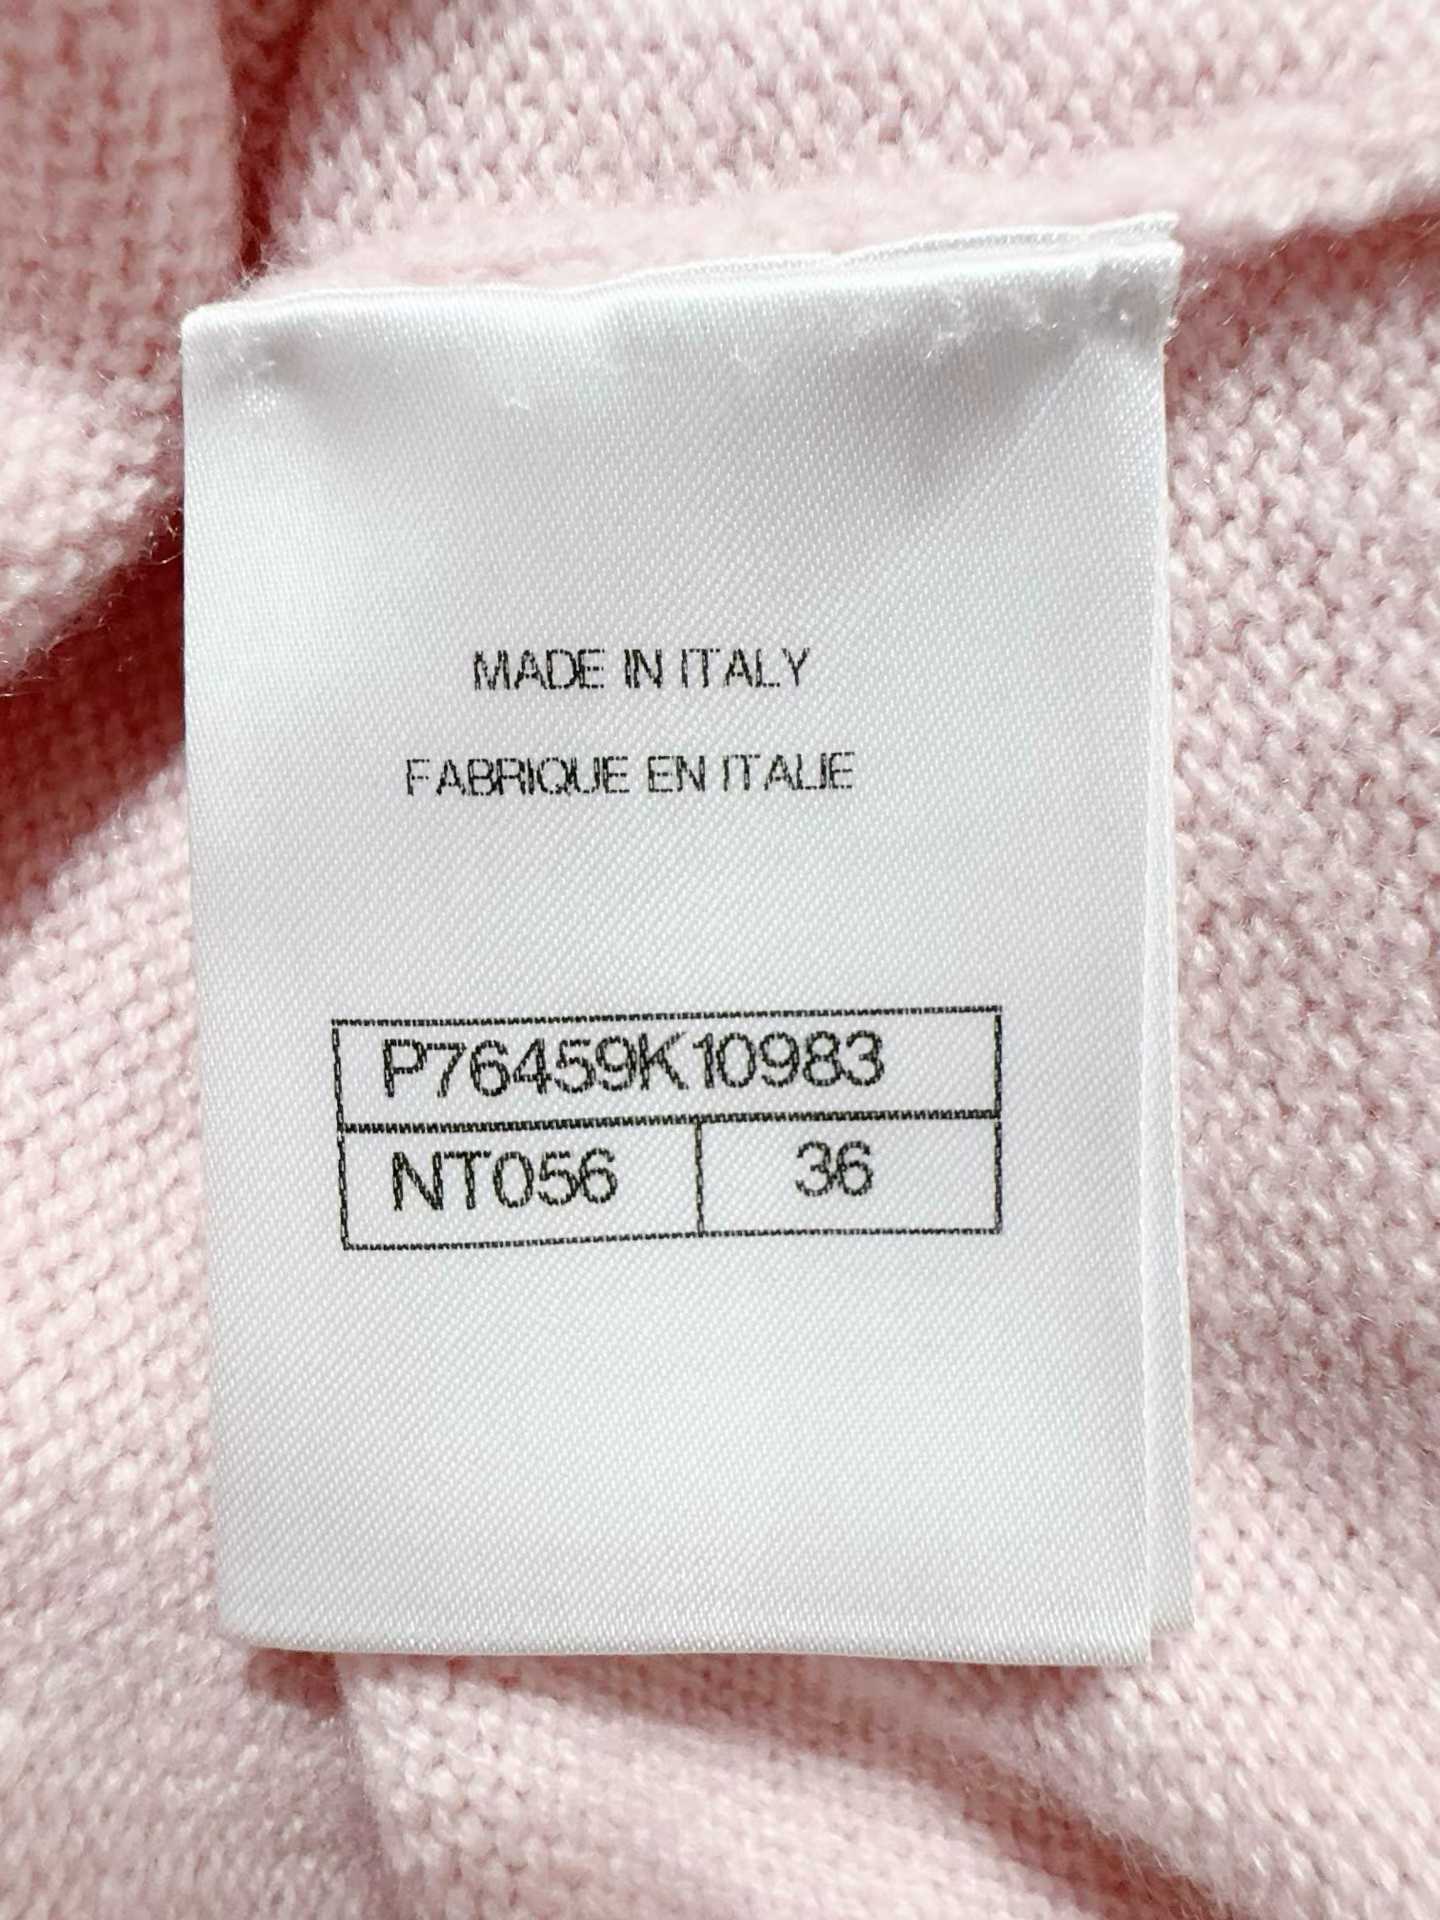 MADE IN ITALY
FABRIQUE EN ITALIE
P76459K10983
NT056 36